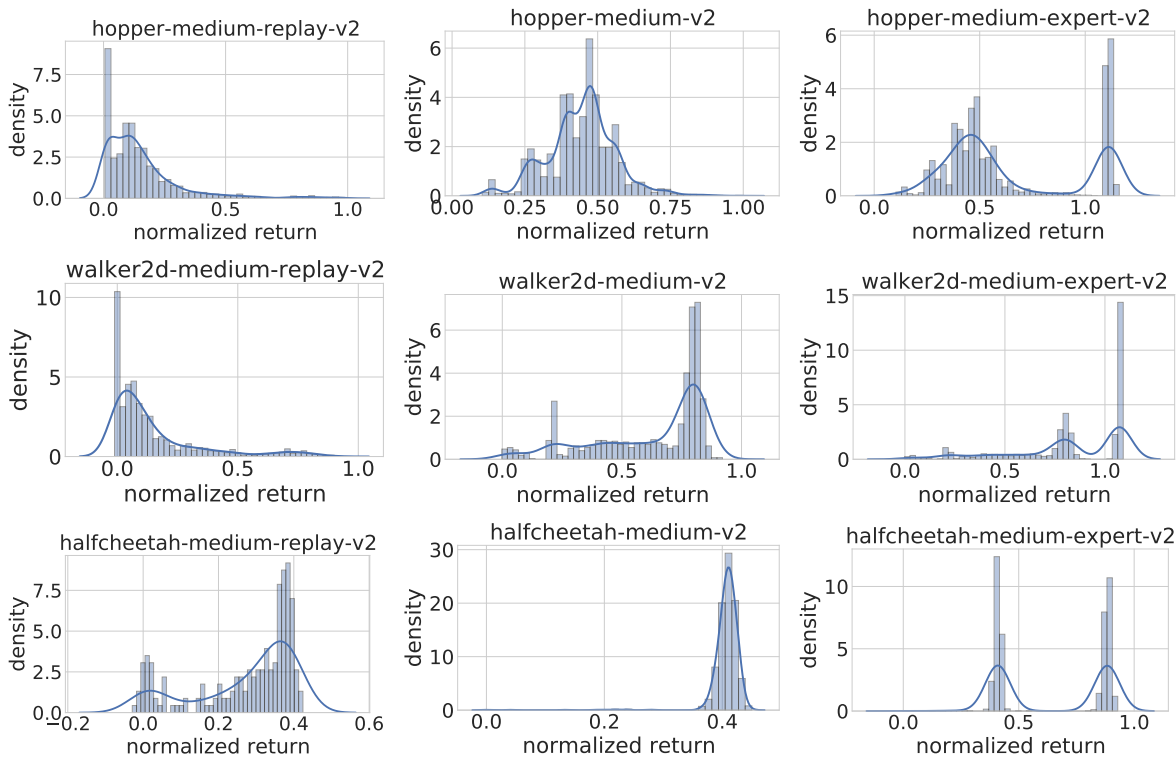 hopper-medium-replay-v2
density
7.5
5.0
2.5
0.0
0.0 0.5 1.0
normalized return
hopper-medium-v2
density
6
4
2
0
0.00 0.25 0.50 0.75 1.00
normalized return
hopper-medium-expert-v2
density
6
4
2
0
0.0 0.5 1.0
normalized return
walker2d-medium-replay-v2
density
10
5
0
0.0 0.5 1.0
normalized return
walker2d-medium-v2
density
6
4
2
0
0.0 0.5 1.0
normalized return
walker2d-medium-expert-v2
density
15
10
5
0
0.0 0.5 1.0
normalized return
halfcheetah-medium-replay-v2
density
7.5
5.0
2.5
0.0
−0.2 0.0 0.2 0.4 0.6
normalized return
halfcheetah-medium-v2
density
30
20
10
0
0.0 0.2 0.4
normalized return
halfcheetah-medium-expert-v2
density
10
5
0
0.0 0.5 1.0
normalized return